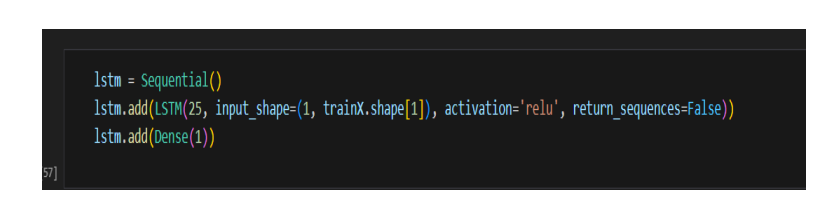 lstm = Sequential()
lstm.add(LSTM(25, input_shape=(1, trainX.shape[1]), activation='relu', return_sequences=False))
lstm.add(Dense(1))
57]